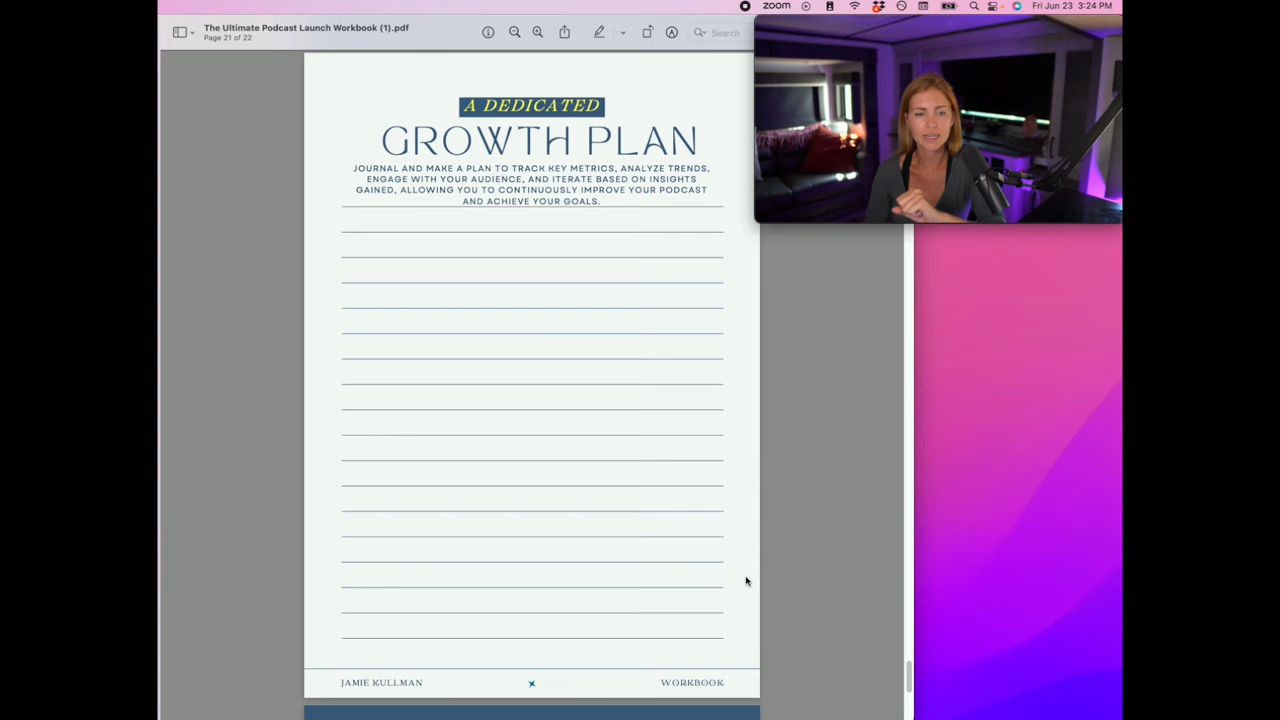 zoom
Fri Jun 23 3:24 PM
The Ultimate Podcast Launch Workbook (1).pdf
Page 21 of 22
Search
A DEDICATED
GROWTH PLAN
JOURNAL AND MAKE A PLAN TO TRACK KEY METRICS, ANALYZE TRENDS,
ENGAGE WITH YOUR AUDIENCE, AND ITERATE BASED ON INSIGHTS
GAINED, ALLOWING YOU TO CONTINUOUSLY IMPROVE YOUR PODCAST
AND ACHIEVE YOUR GOALS.
JAMIE KULLMAN
WORKBOOK